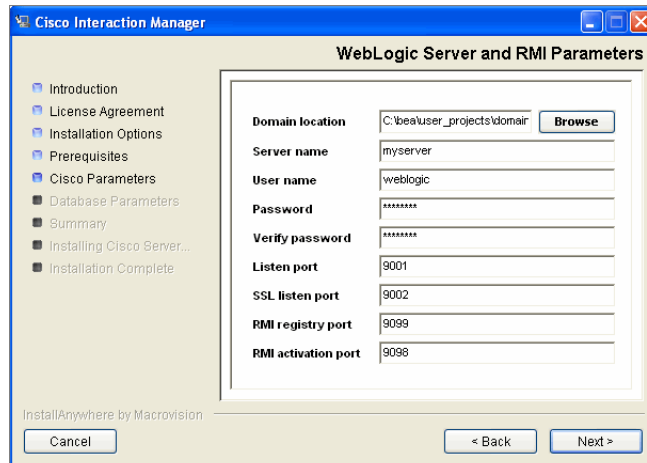 Cisco Interaction Manager
WebLogic Server and RMI Parameters
Introduction
License Agreement
Installation Options
Prerequisites
Cisco Parameters
Database Parameters
Summary
Installing Cisco Server...
Installation Complete
Domain location C:\bea\user_projects\domair Browse
Server name myserver
User name weblogic
Password ********
Verify password ********
Listen port 9001
SSL listen port 9002
RMI registry port 9099
RMI activation port 9098
InstallAnywhere by Macrovision
Cancel < Back Next >